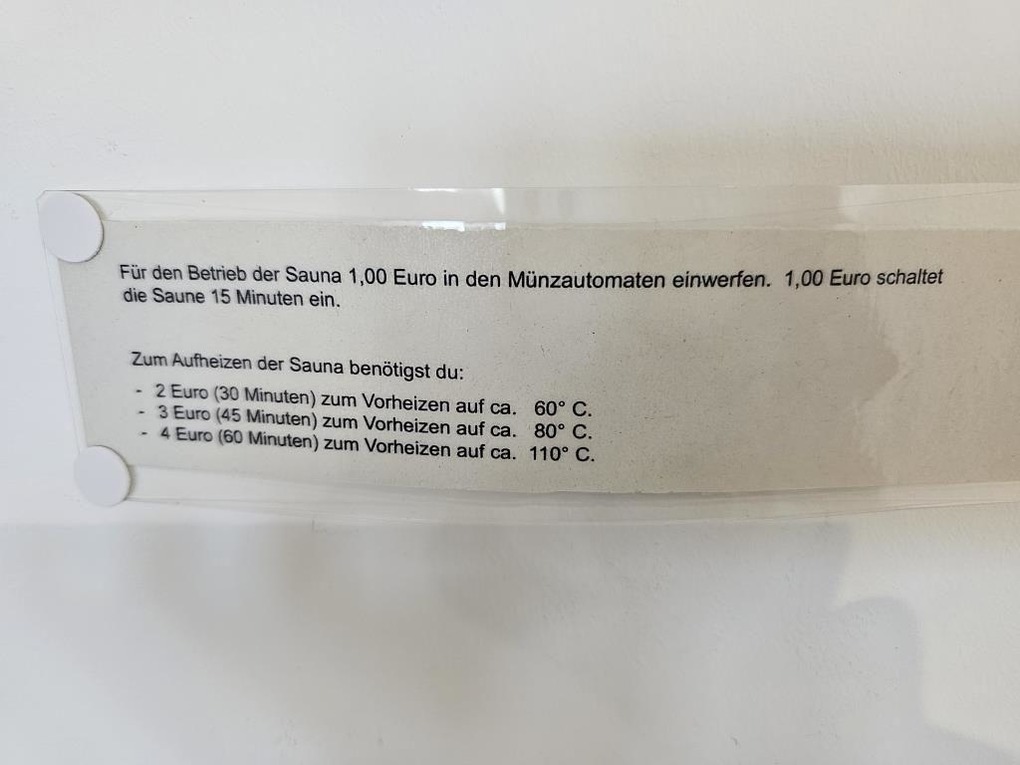 Für den Betrieb der Sauna 1,00 Euro in den Münzautomaten einwerfen. 1,00 Euro schaltet
die Saune 15 Minuten ein.
Zum Aufheizen der Sauna benötigst du:
- 2 Euro (30 Minuten) zum Vorheizen auf ca. 60° C.
- 3 Euro (45 Minuten) zum Vorheizen auf ca. 80° C.
- 4 Euro (60 Minuten) zum Vorheizen auf ca. 110° C.